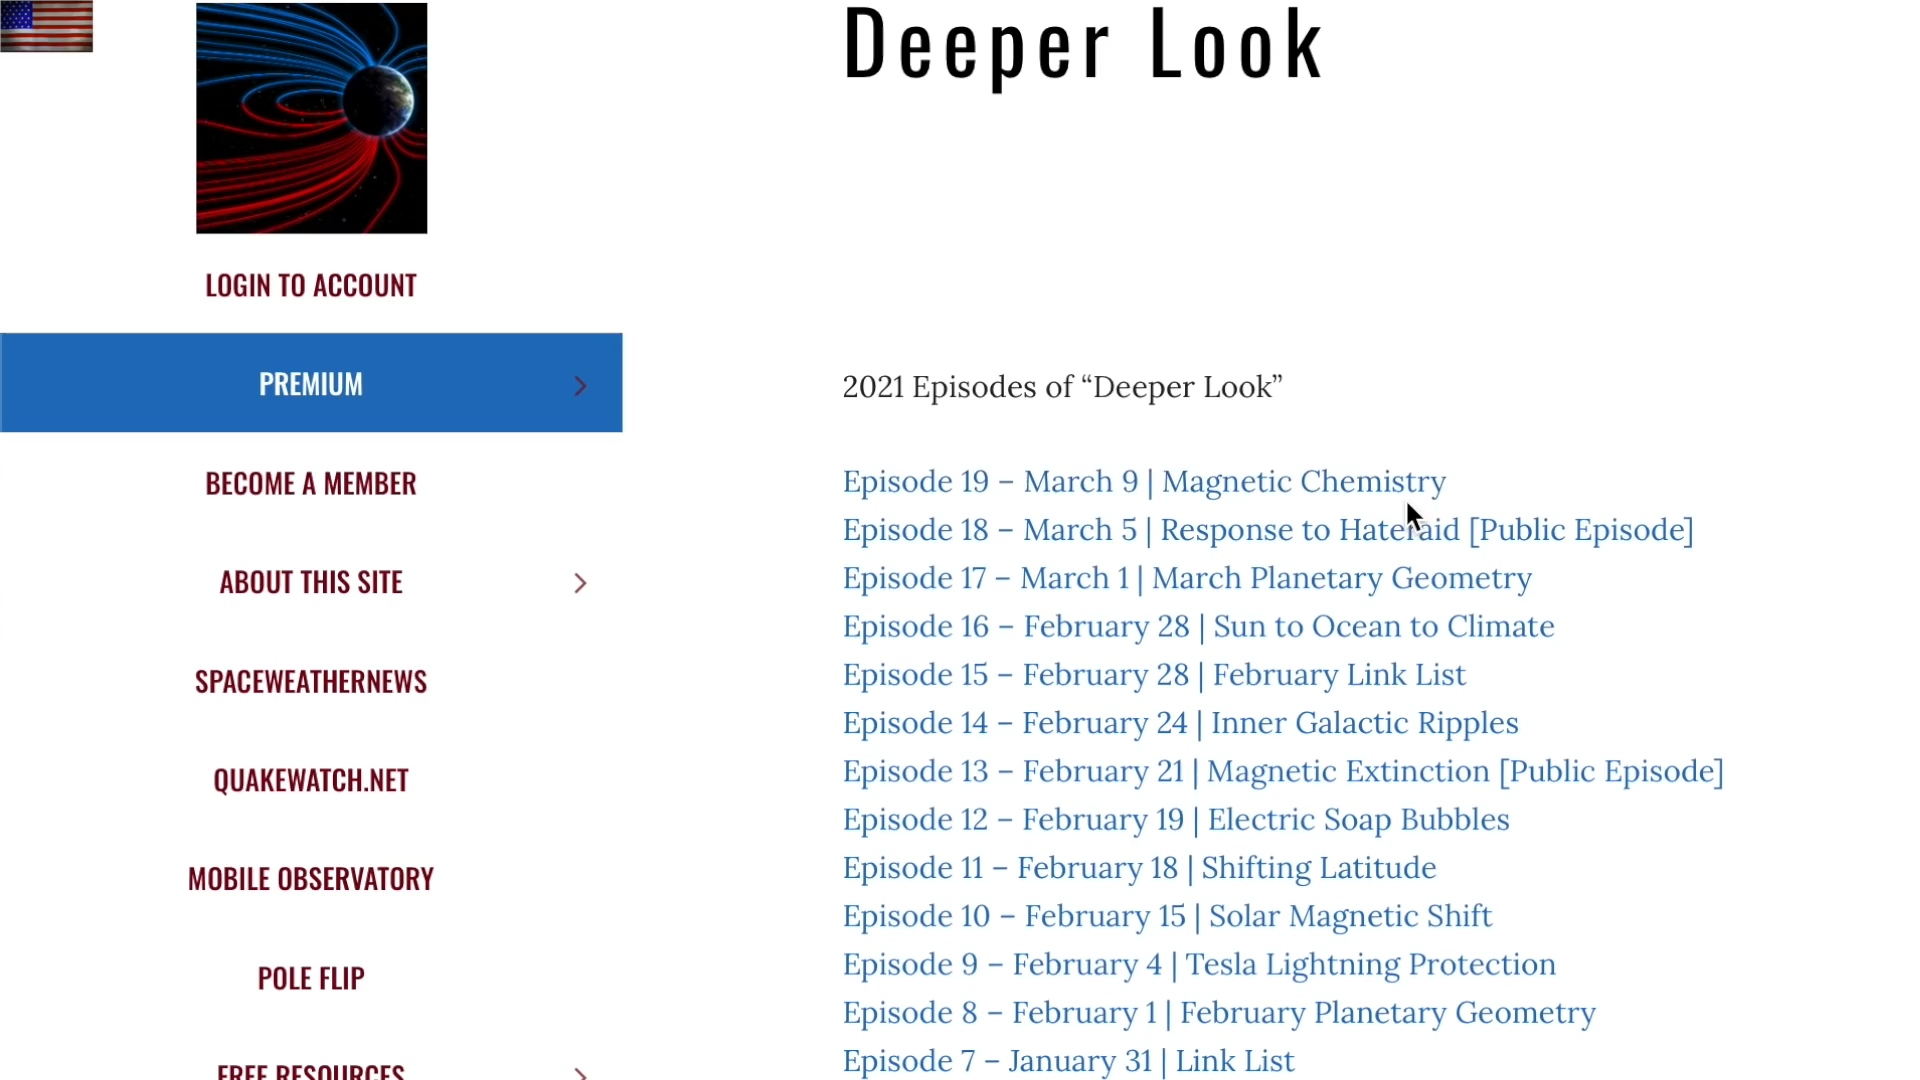 Deeper Look
LOGIN TO ACCOUNT
PREMIUM
BECOME A MEMBER
ABOUT THIS SITE
SPACEWEATHERNEWS
QUAKEWATCH.NET
MOBILE OBSERVATORY
POLE FLIP
FREE RESOURCES
2021 Episodes of “Deeper Look”
Episode 19 – March 9 | Magnetic Chemistry
Episode 18 – March 5 | Response to Hateraid [Public Episode]
Episode 17 – March 1 | March Planetary Geometry
Episode 16 – February 28 | Sun to Ocean to Climate
Episode 15 – February 28 | February Link List
Episode 14 – February 24 | Inner Galactic Ripples
Episode 13 – February 21 | Magnetic Extinction [Public Episode]
Episode 12 – February 19 | Electric Soap Bubbles
Episode 11 – February 18 | Shifting Latitude
Episode 10 – February 15 | Solar Magnetic Shift
Episode 9 – February 4 | Tesla Lightning Protection
Episode 8 – February 1 | February Planetary Geometry
Episode 7 – January 31 | Link List